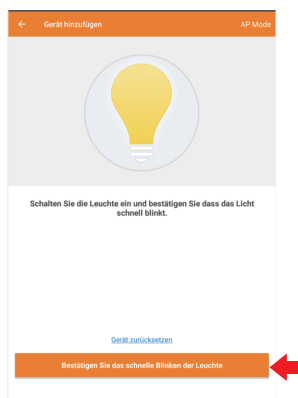 Gerät hinzufügen
AP Mode
Schalten Sie die Leuchte ein und bestätigen Sie dass das Licht
schnell blinkt.
Gerät zurücksetzen
Bestätigen Sie das schnelle Blinken der Leuchte